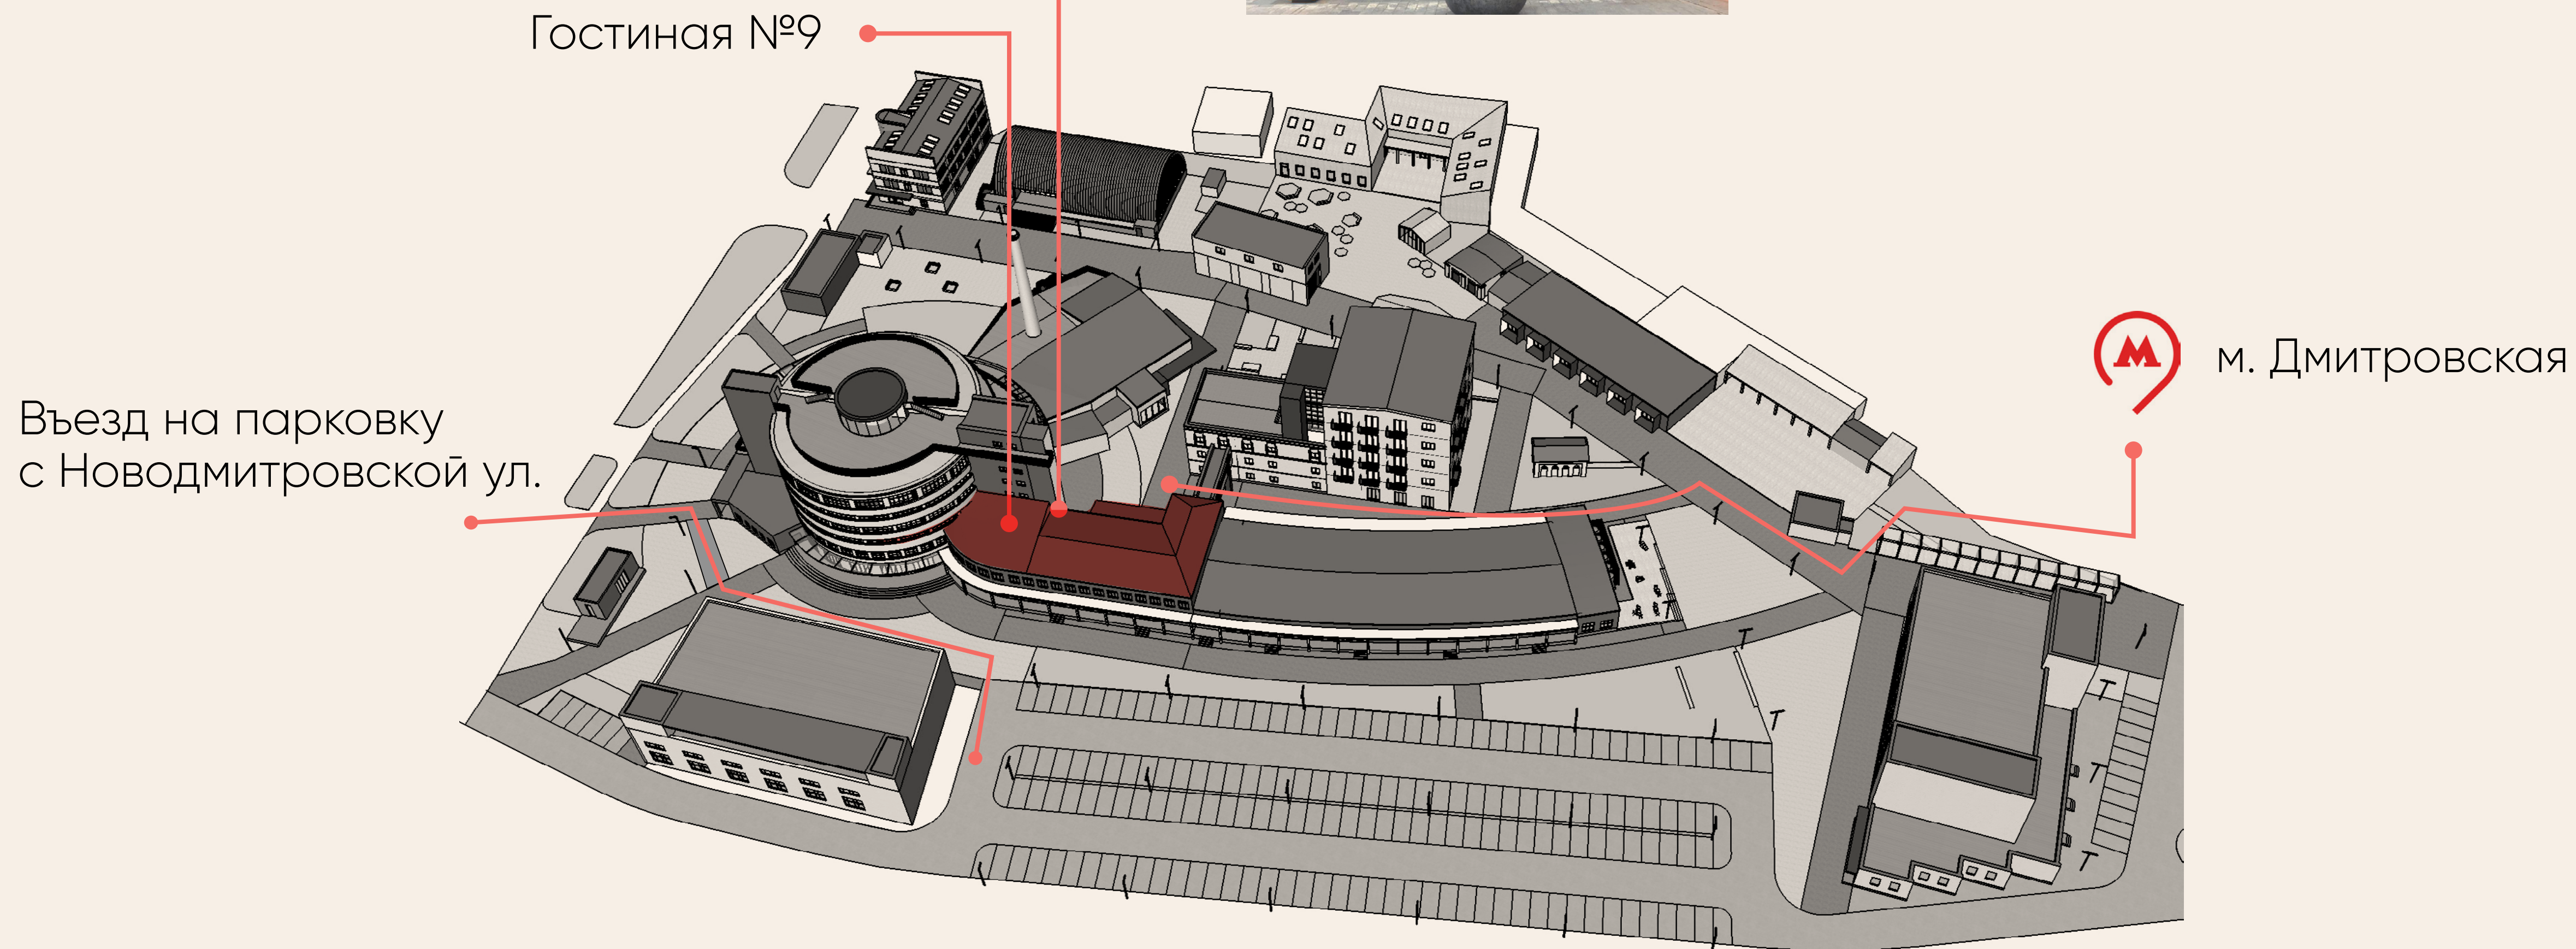 Гостиная №9
Въезд на парковку
с Новодмитровской ул.
м. Дмитровская